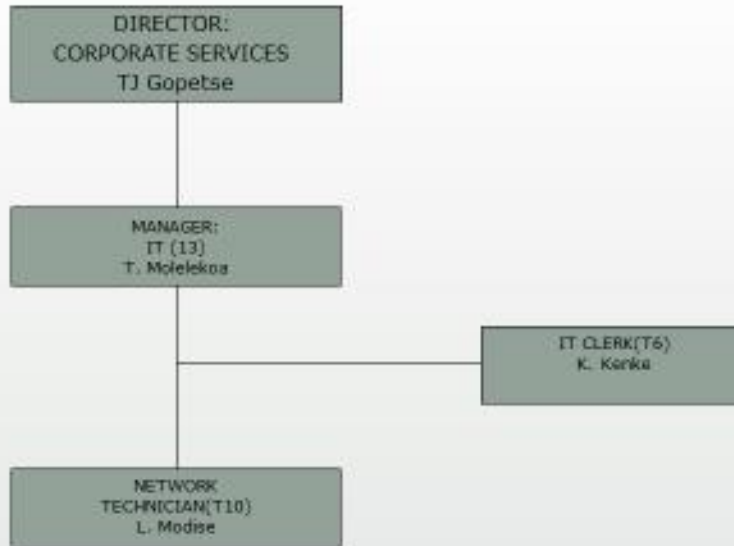 DIRECTOR:
CORPORATE SERVICES
TJ Gopetse
MANAGER:
IT (13)
T. Molelekoa
IT CLERK(T6)
K. Kenke
NETWORK
TECHNICIAN(T10)
L. Modise